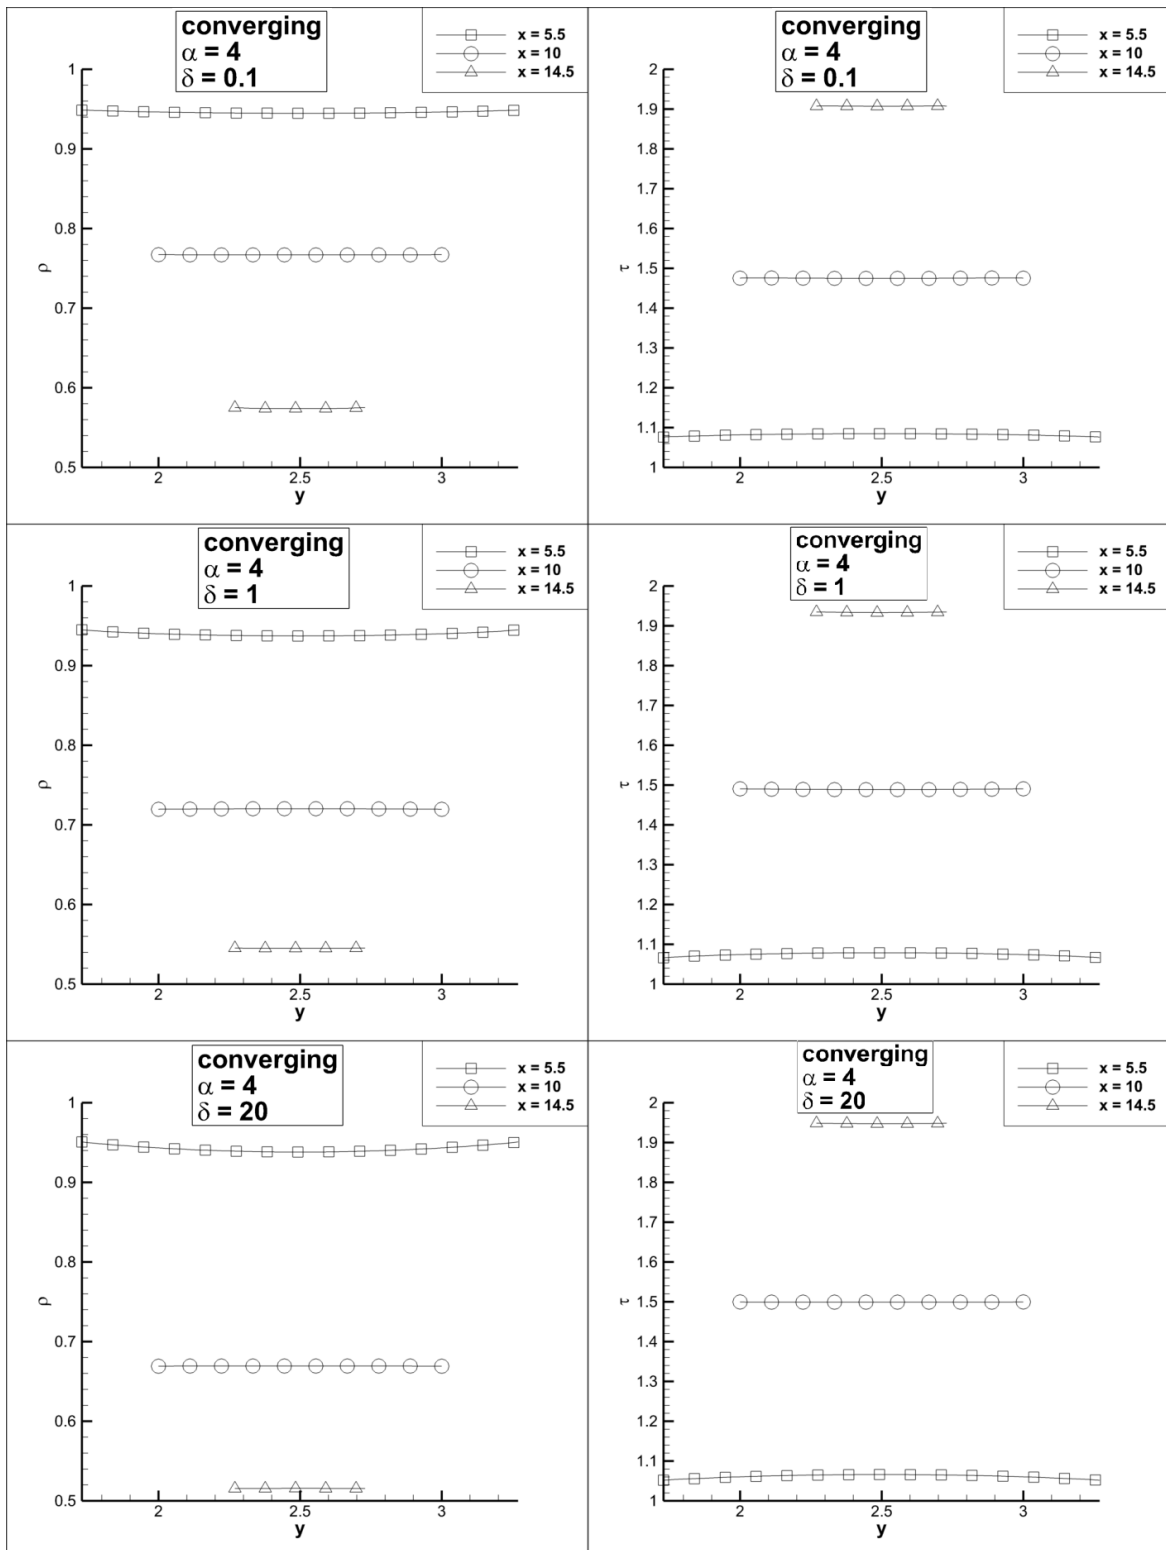 converging
α = 4
δ = 0.1
x = 5.5
x = 10
x = 14.5
1
0.9
0.8
0.7
0.6
0.5
ρ
2
2.5
3
y
converging
α = 4
δ = 0.1
x = 5.5
x = 10
x = 14.5
2
1.9
1.8
1.7
1.6
1.5
1.4
1.3
1.2
1.1
1
τ
2
2.5
3
y
converging
α = 4
δ = 1
x = 5.5
x = 10
x = 14.5
1
0.9
0.8
0.7
0.6
0.5
ρ
2
2.5
3
y
converging
α = 4
δ = 1
x = 5.5
x = 10
x = 14.5
2
1.9
1.8
1.7
1.6
1.5
1.4
1.3
1.2
1.1
1
τ
2
2.5
3
y
converging
α = 4
δ = 20
x = 5.5
x = 10
x = 14.5
1
0.9
0.8
0.7
0.6
0.5
ρ
2
2.5
3
y
converging
α = 4
δ = 20
x = 5.5
x = 10
x = 14.5
2
1.9
1.8
1.7
1.6
1.5
1.4
1.3
1.2
1.1
1
τ
2
2.5
3
y